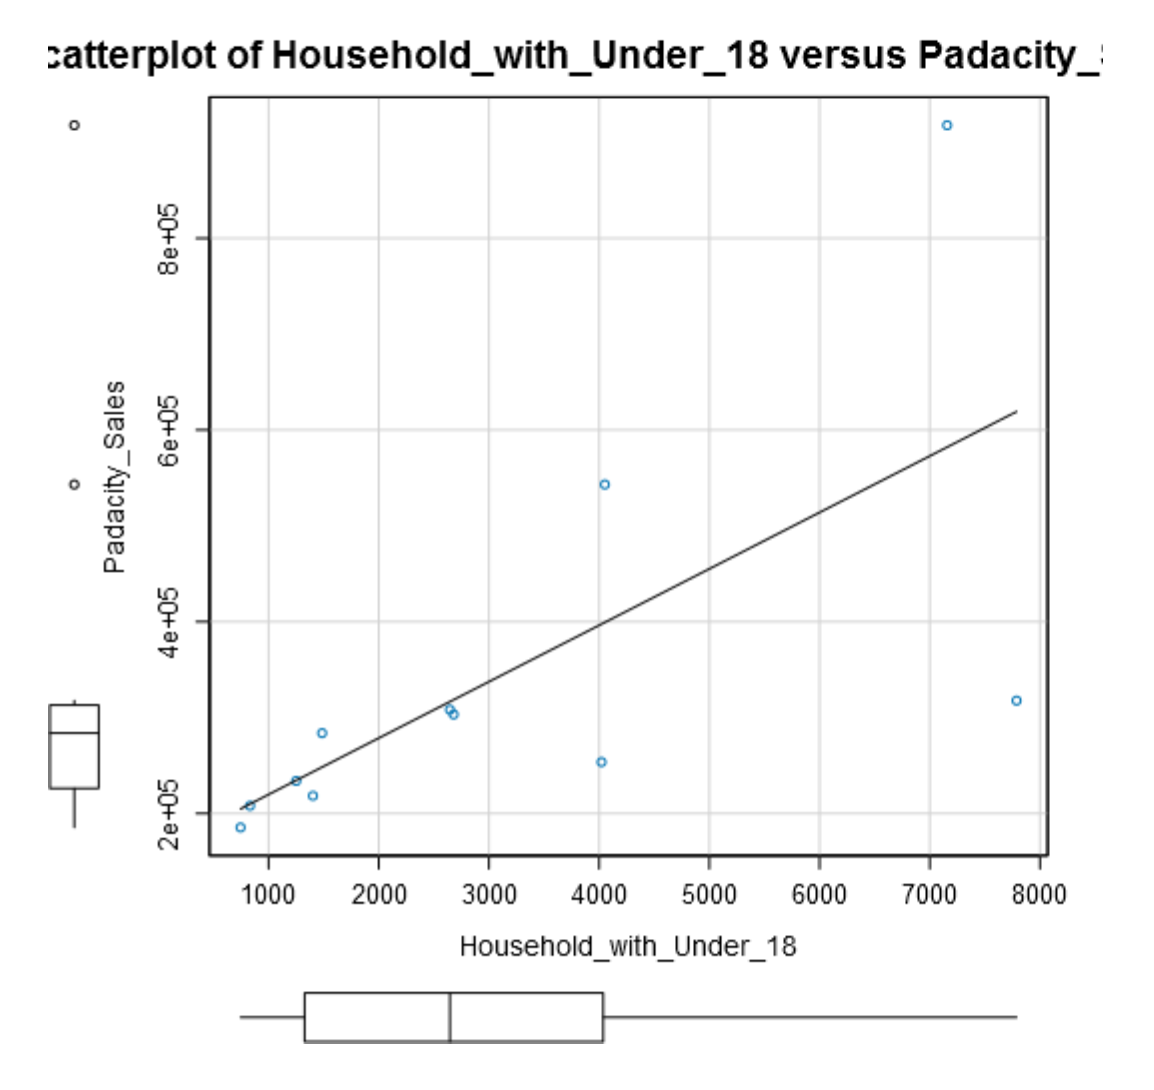 catterplot of Household_with_Under_18 versus Padacity_S
8e+05
6e+05
4e+05
2e+05
Padacity_Sales
1000 2000 3000 4000 5000 6000 7000 8000
Household_with_Under_18